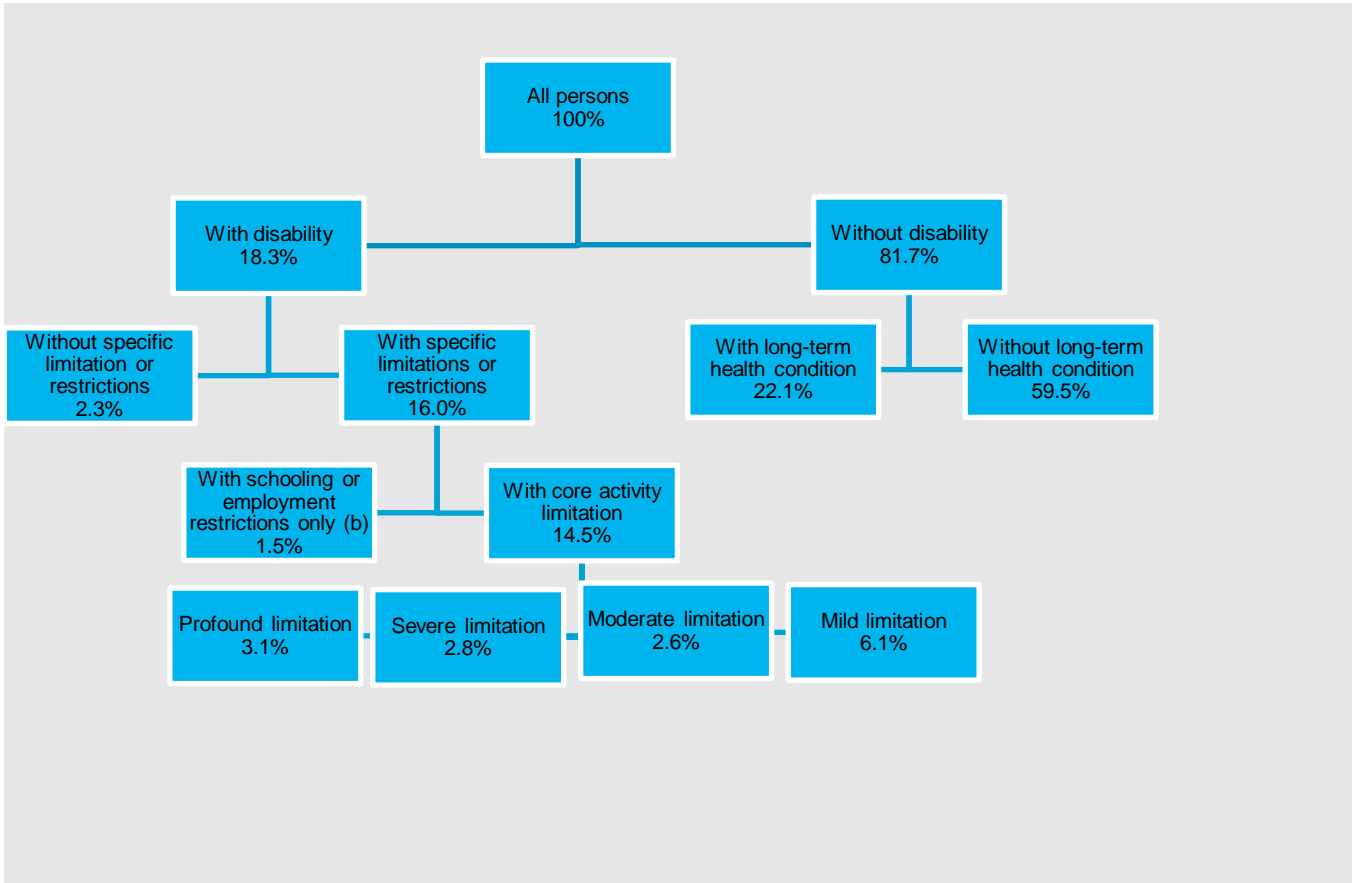 All persons
100%
With disability
18.3%
Without disability
81.7%
Without specific
limitation or
restrictions
2.3%
With specific
limitations or
restrictions
16.0%
With long-term
health condition
22.1%
Without long-term
health condition
59.5%
With schooling or
employment
restrictions only (b)
1.5%
With core activity
limitation
14.5%
Profound limitation
3.1%
Severe limitation
2.8%
Moderate limitation
2.6%
Mild limitation
6.1%